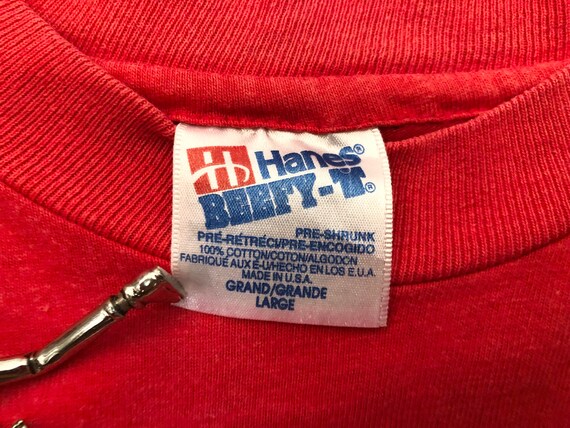 H Hanes®
BEEFY-T®
PRE-SHRUNK
PRÉ-RÉTRÉCI/PRE-ENCOGIDO
100% COTTON/COTON/ALGODON
FABRIQUE AUX E-U/HECHO EN LOS E.U.A.
MADE IN U.S.A.
GRAND/GRANDE
LARGE